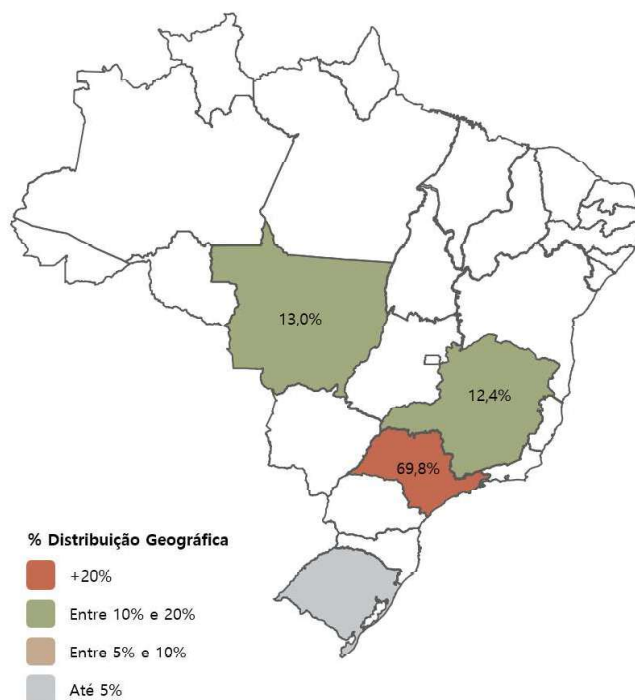 13,0%
12,4%
69,8%
% Distribuição Geográfica
+20%
Entre 10% e 20%
Entre 5% e 10%
Até 5%